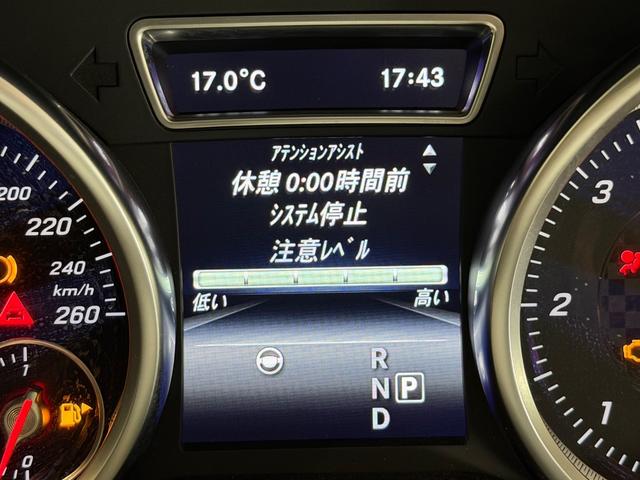 17.0°C 17:43
ｱﾃﾝｼｮﾝｱｼｽﾄ
休憩 0:00時間前
ｼｽﾃﾑ停止
注意ﾚﾍﾞﾙ
低い 高い
R
N P
D
200
220
240
km/h
260
1
0
3
2
1